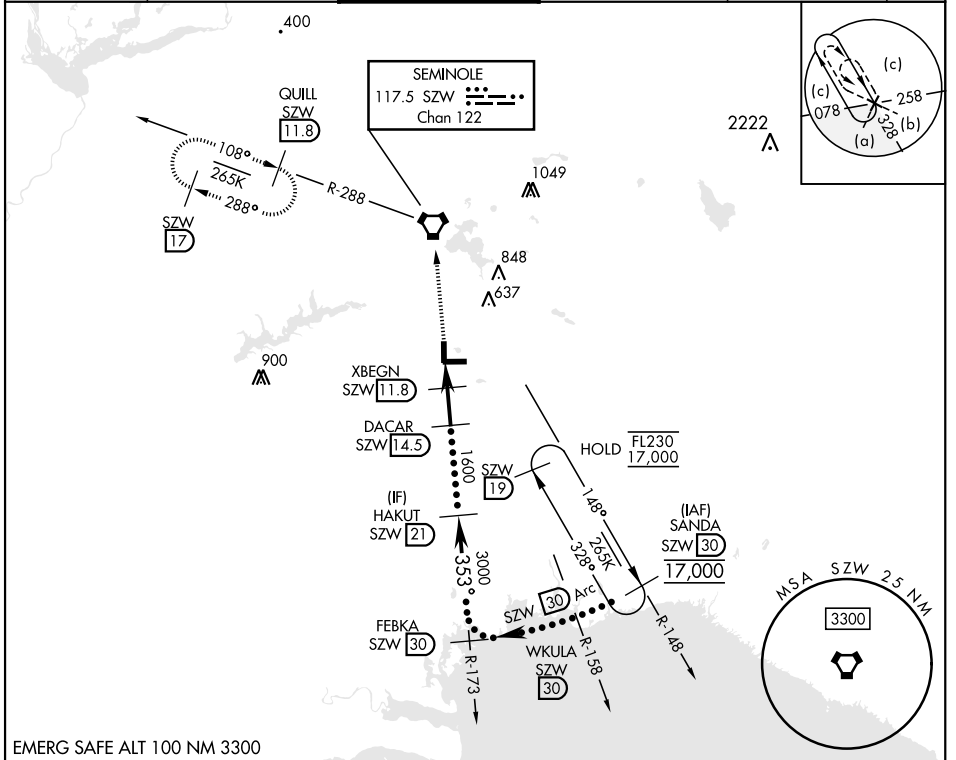 400
SEMINOLE
117.5 SZW
Chan 122
QUILL
SZW
11.8
108°
265K
288°
R-288
SZW
17
(c)
(c)
078
258
328
(a)
(b)
2222
1049
848
637
900
XBEGN
SZW 11.8
DACAR
SZW 14.5
1600
(IF)
HAKUT
SZW 21
3000
353°
FEBKA
SZW 30
R-173
SZW
19
HOLD FL230
17,000
148°
328°
265K
(IAF)
SANDA
SZW 30
17,000
SZW 30 Arc
WKULA
SZW
30
R-158
R-148
MSA SZW 25 NM
3300
EMERG SAFE ALT 100 NM 3300